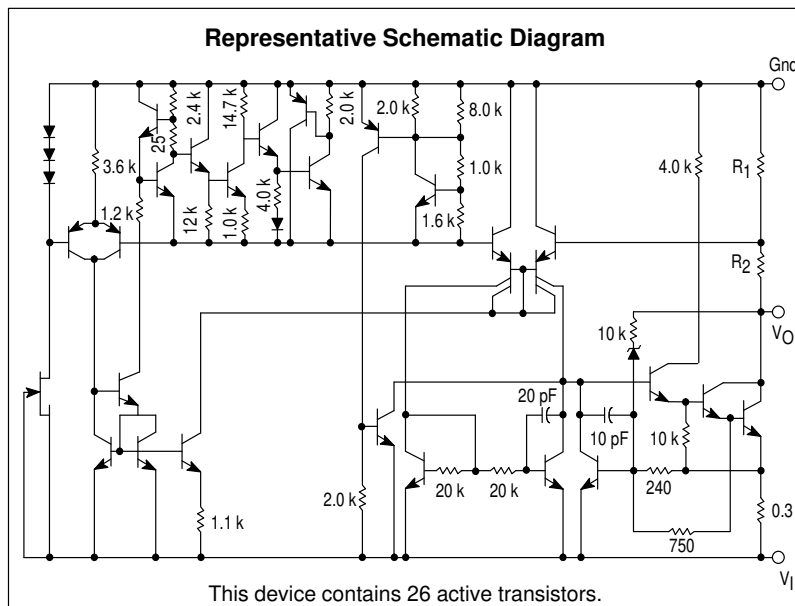 Representative Schematic Diagram
Gnd
25
2.4 k
14.7 k
2.0 k
2.0 k
8.0 k
3.6 k
4.0 k
1.0 k
4.0 k
R1
1.2 k
12 k
1.0 k
1.6 k
R2
10 k
VO
20 pF
10 pF
10 k
20 k
20 k
240
2.0 k
0.3
1.1 k
750
VI
This device contains 26 active transistors.